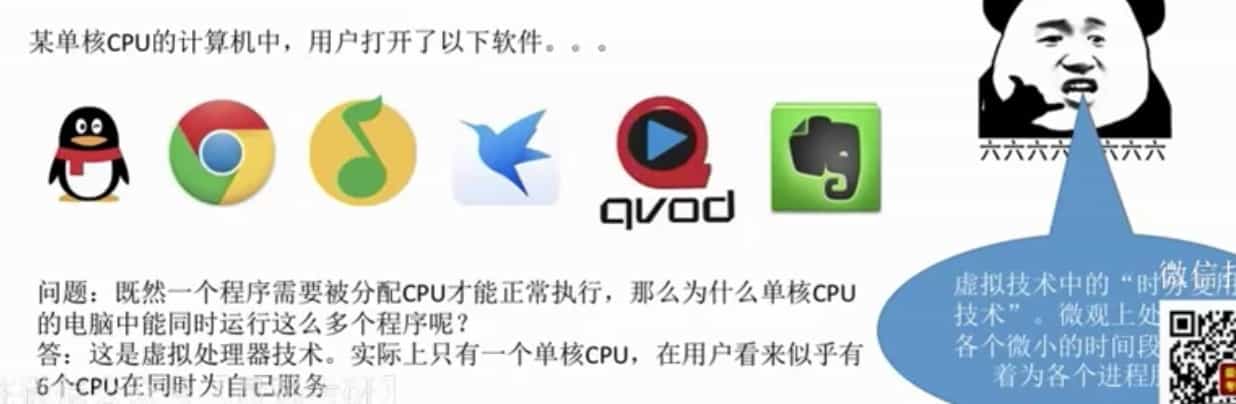 某单核CPU的计算机中，用户打开了以下软件。。。
六六六六六六六
qvod
问题：既然一个程序需要被分配CPU才能正常执行，那么为什么单核CPU
的电脑中能同时运行这么多个程序呢？
答：这是虚拟处理器技术。实际上只有一个单核CPU，在用户看来似乎有
6个CPU在同时为自己服务
虚拟技术中的“时分复用
技术”。微观上处
各个微小的时间段
着为各个进程
微信